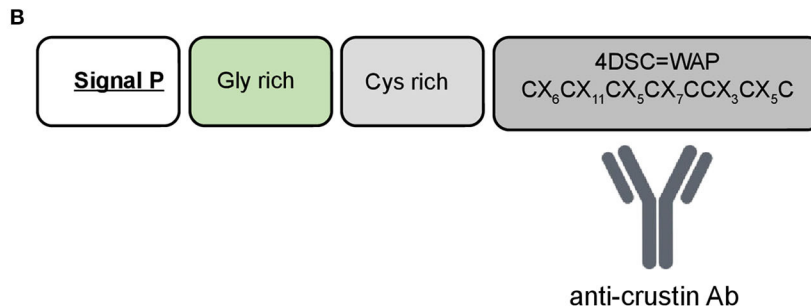 B
Signal P
Gly rich
Cys rich
4DSC=WAP
CX₆CX₁₁CX₅CX₇CCX₃CX₅C
anti-crustin Ab